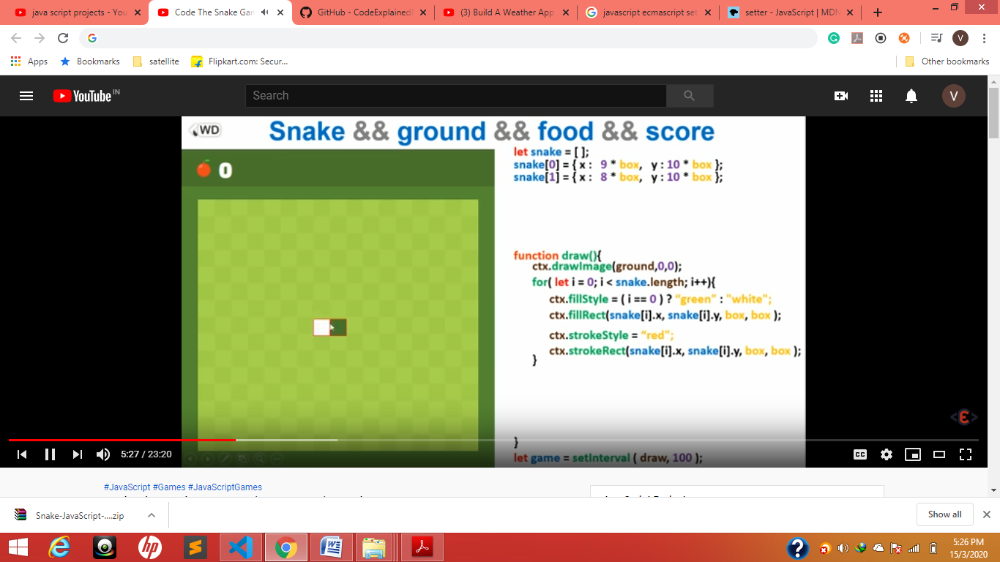 java script projects - You
Code The Snake Gam
GitHub - CodeExplained
(3) Build A Weather App
javascript ecmascript set
setter - JavaScript | MDN
V
Apps
Bookmarks
satellite
Flipkart.com: Secur...
Other bookmarks
YouTube IN
Search
V
WD
Snake && ground && food && score
0
let snake = [ ];
snake[0] = { x : 9 * box, y : 10 * box };
snake[1] = { x : 8 * box, y : 10 * box };
function draw(){
ctx.drawImage(ground,0,0);
for( let i = 0; i < snake.length; i++){
ctx.fillStyle = ( i == 0 ) ? “green" : "white";
ctx.fillRect(snake[i].x, snake[i].y, box, box );
ctx.strokeStyle = “red";
ctx.strokeRect(snake[i].x, snake[i].y, box, box );
}
}
let game = setInterval ( draw, 100 );
5:27 / 23:20
CC
#JavaScript #Games #JavaScriptGames
Snake-JavaScript-....zip
Show all
5:26 PM
15/3/2020